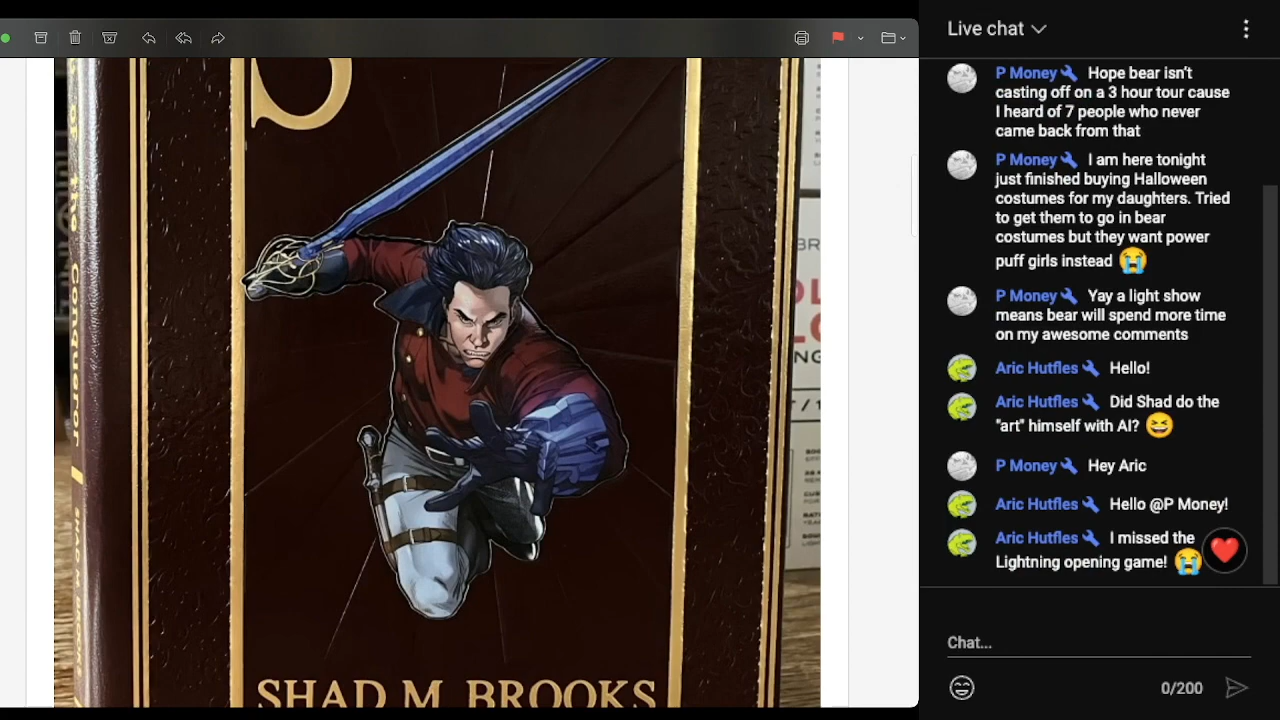 S
of the Conqueror
SHAD M. BROOKS
SHAD M. BROOKS
Live chat
P Money Hope bear isn't
casting off on a 3 hour tour cause
I heard of 7 people who never
came back from that
P Money I am here tonight
just finished buying Halloween
costumes for my daughters. Tried
to get them to go in bear
costumes but they want power
puff girls instead 😭
P Money Yay a light show
means bear will spend more time
on my awesome comments
Aric Hutfles Hello!
Aric Hutfles Did Shad do the
"art" himself with AI? 😆
P Money Hey Aric
Aric Hutfles Hello @P Money!
Aric Hutfles I missed the
Lightning opening game! 😭
Chat...
0/200